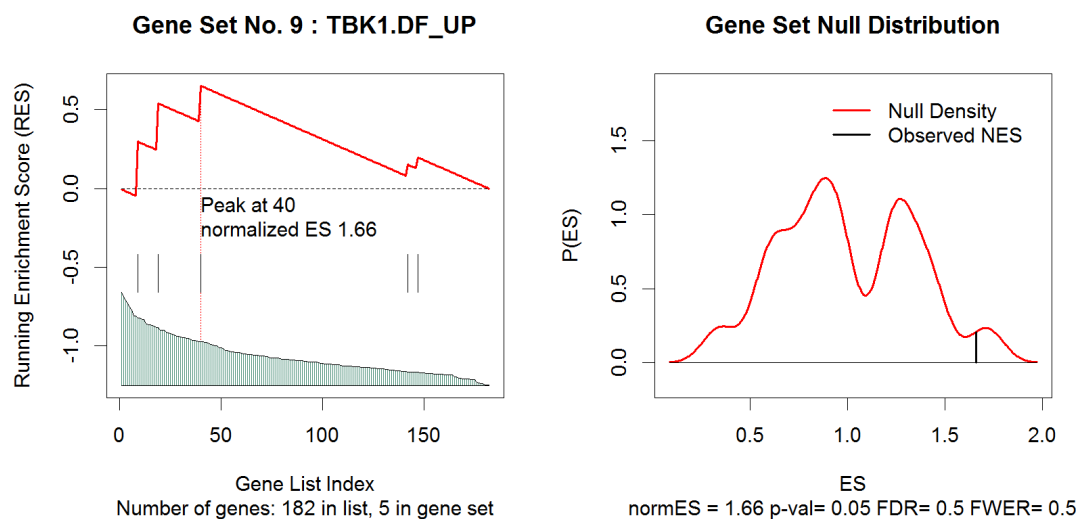 Gene Set No. 9 : TBK1.DF_UP
Running Enrichment Score (RES)
0.5
0.0
-0.5
-1.0
Peak at 40
normalized ES 1.66
0
50
100
150
Gene List Index
Number of genes: 182 in list, 5 in gene set
Gene Set Null Distribution
P(ES)
1.5
1.0
0.5
0.0
Null Density
Observed NES
0.5
1.0
1.5
2.0
ES
normES = 1.66 p-val= 0.05 FDR= 0.5 FWER= 0.5